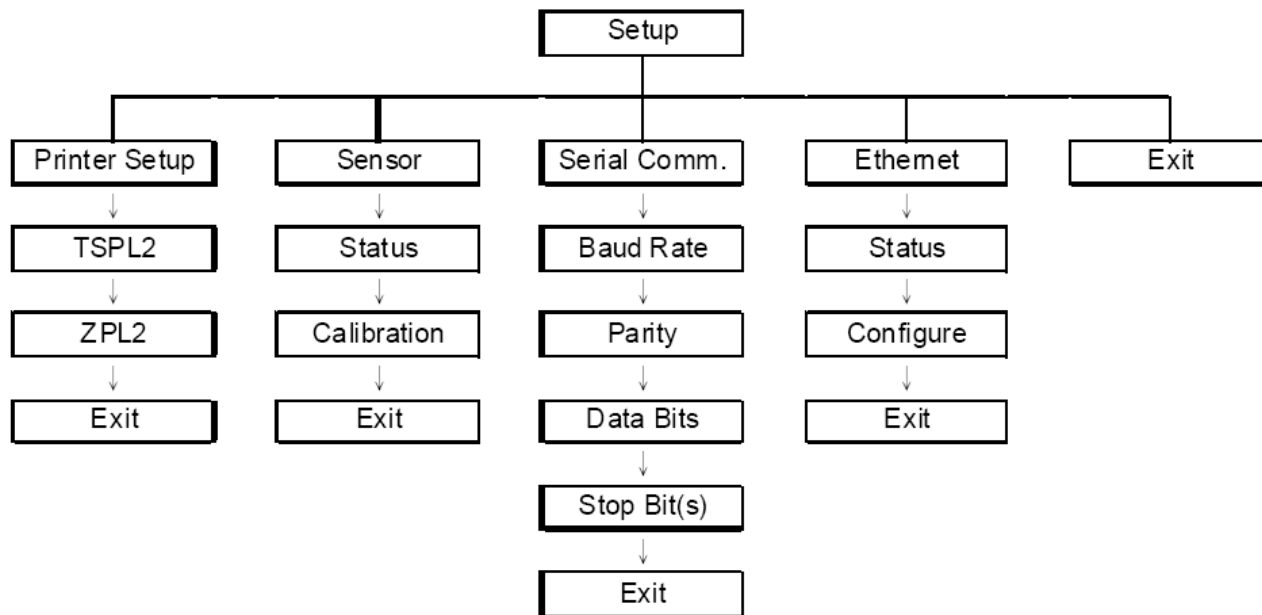 Setup
Printer Setup
Sensor
Serial Comm.
Ethernet
Exit
TSPL2
Status
Baud Rate
Status
ZPL2
Calibration
Parity
Configure
Exit
Exit
Data Bits
Exit
Stop Bit(s)
Exit